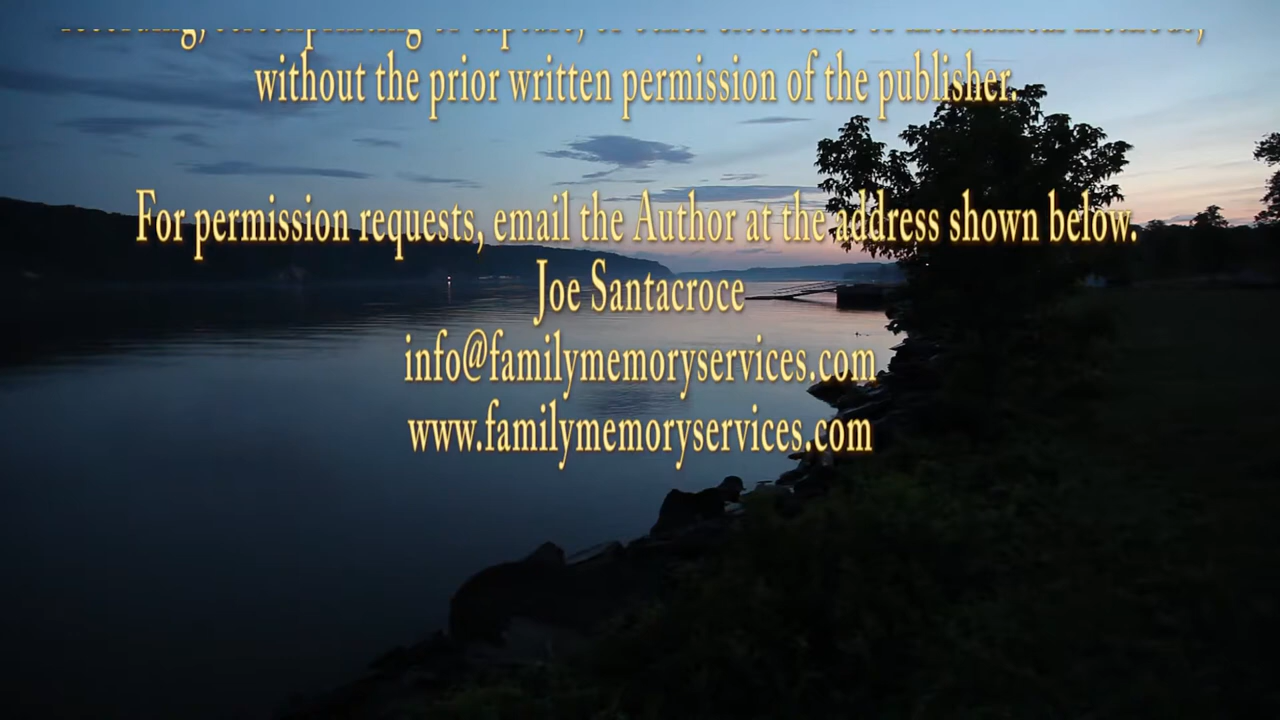 without the prior written permission of the publisher.
For permission requests, email the Author at the address shown below.
Joe Santacroce
info@familymemoryservices.com
www.familymemoryservices.com